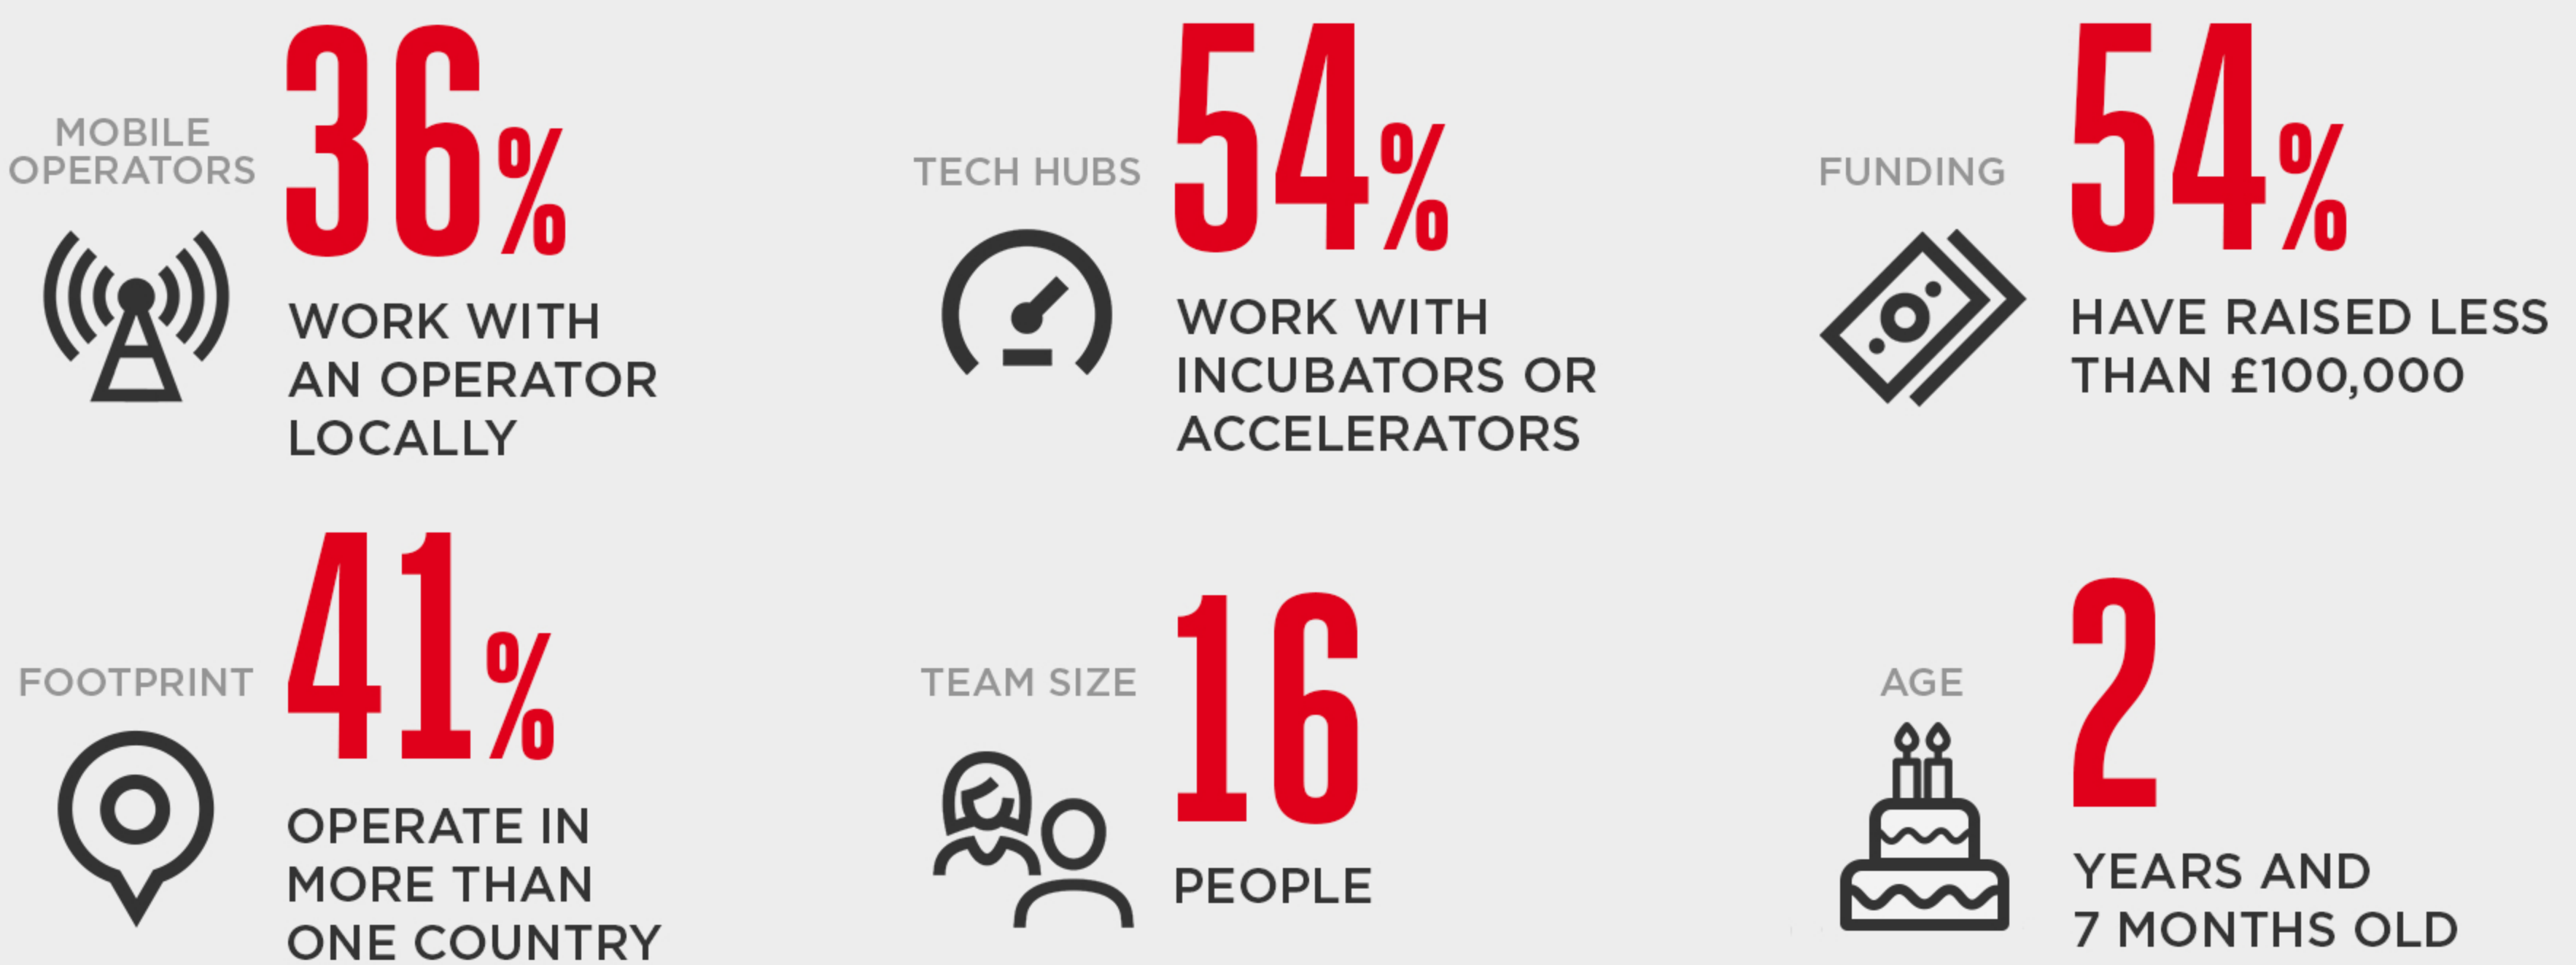 MOBILE
OPERATORS
36%
WORK WITH
AN OPERATOR
LOCALLY
TECH HUBS
54%
WORK WITH
INCUBATORS OR
ACCELERATORS
FUNDING
54%
HAVE RAISED LESS
THAN £100,000
FOOTPRINT
41%
OPERATE IN
MORE THAN
ONE COUNTRY
TEAM SIZE
16
PEOPLE
AGE
2
YEARS AND
7 MONTHS OLD